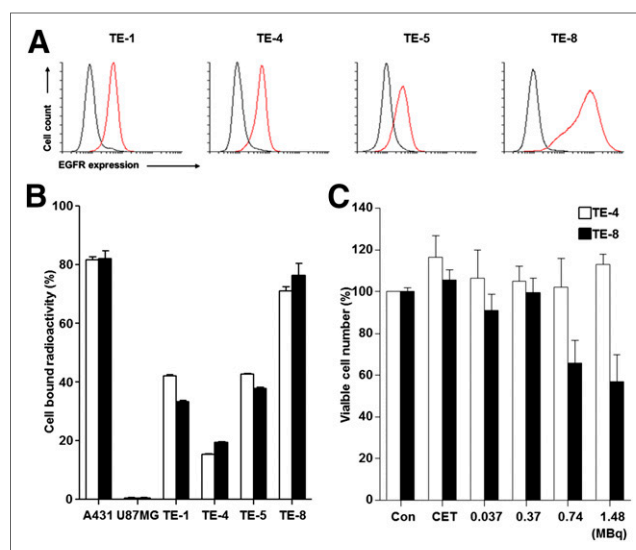 A
TE-1 TE-4 TE-5 TE-8
Cell count
EGFR expression
B
Cell bound radioactivity (%)
100
80
60
40
20
0
A431 U87MG TE-1 TE-4 TE-5 TE-8
C
TE-4
TE-8
Vialble cell number (%)
140
120
100
80
60
40
20
0
Con CET 0.037 0.37 0.74 1.48
(MBq)